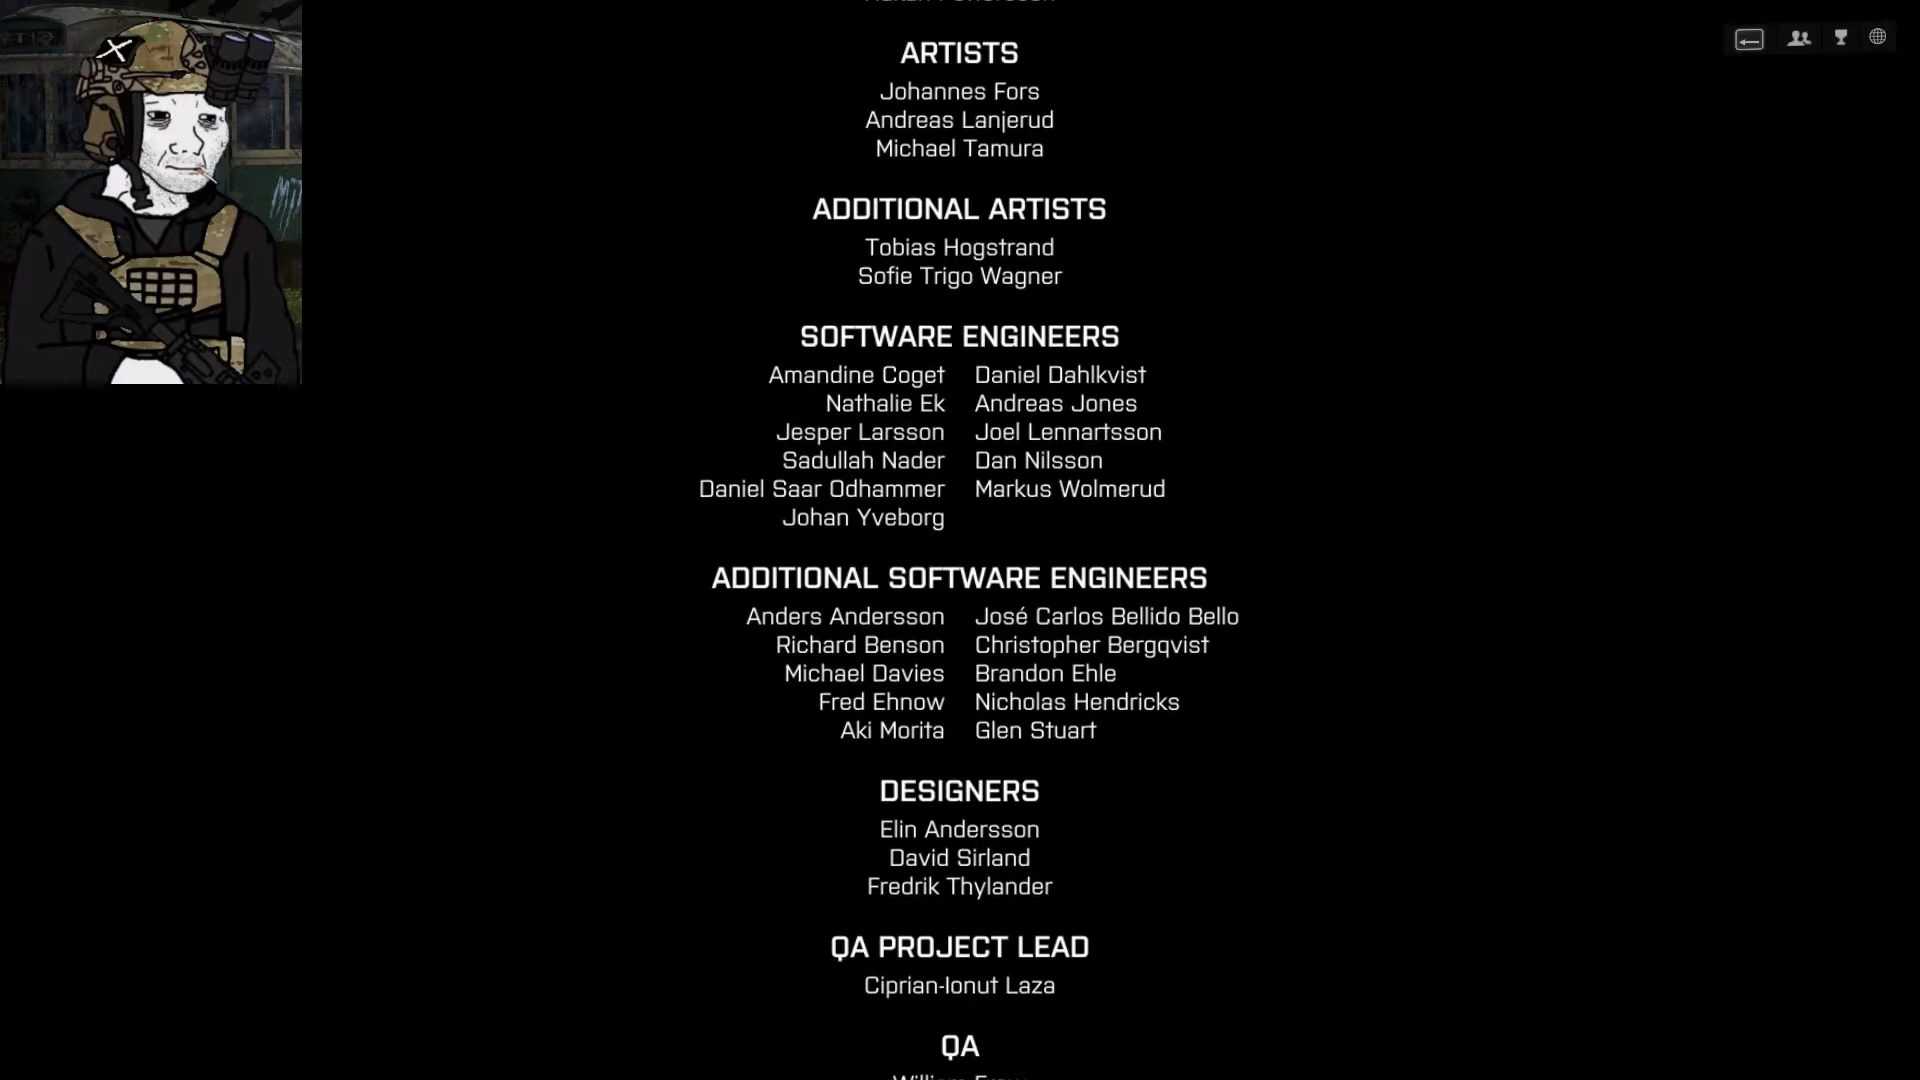 ARTISTS
Johannes Fors
Andreas Lanjerud
Michael Tamura
ADDITIONAL ARTISTS
Tobias Hogstrand
Sofie Trigo Wagner
SOFTWARE ENGINEERS
Amandine Coget Daniel Dahlkvist
Nathalie Ek Andreas Jones
Jesper Larsson Joel Lennartsson
Sadullah Nader Dan Nilsson
Daniel Saar Odhammer Markus Wolmerud
Johan Yveborg
ADDITIONAL SOFTWARE ENGINEERS
Anders Andersson José Carlos Bellido Bello
Richard Benson Christopher Bergqvist
Michael Davies Brandon Ehle
Fred Ehnow Nicholas Hendricks
Aki Morita Glen Stuart
DESIGNERS
Elin Andersson
David Sirland
Fredrik Thylander
QA PROJECT LEAD
Ciprian-Ionut Laza
QA